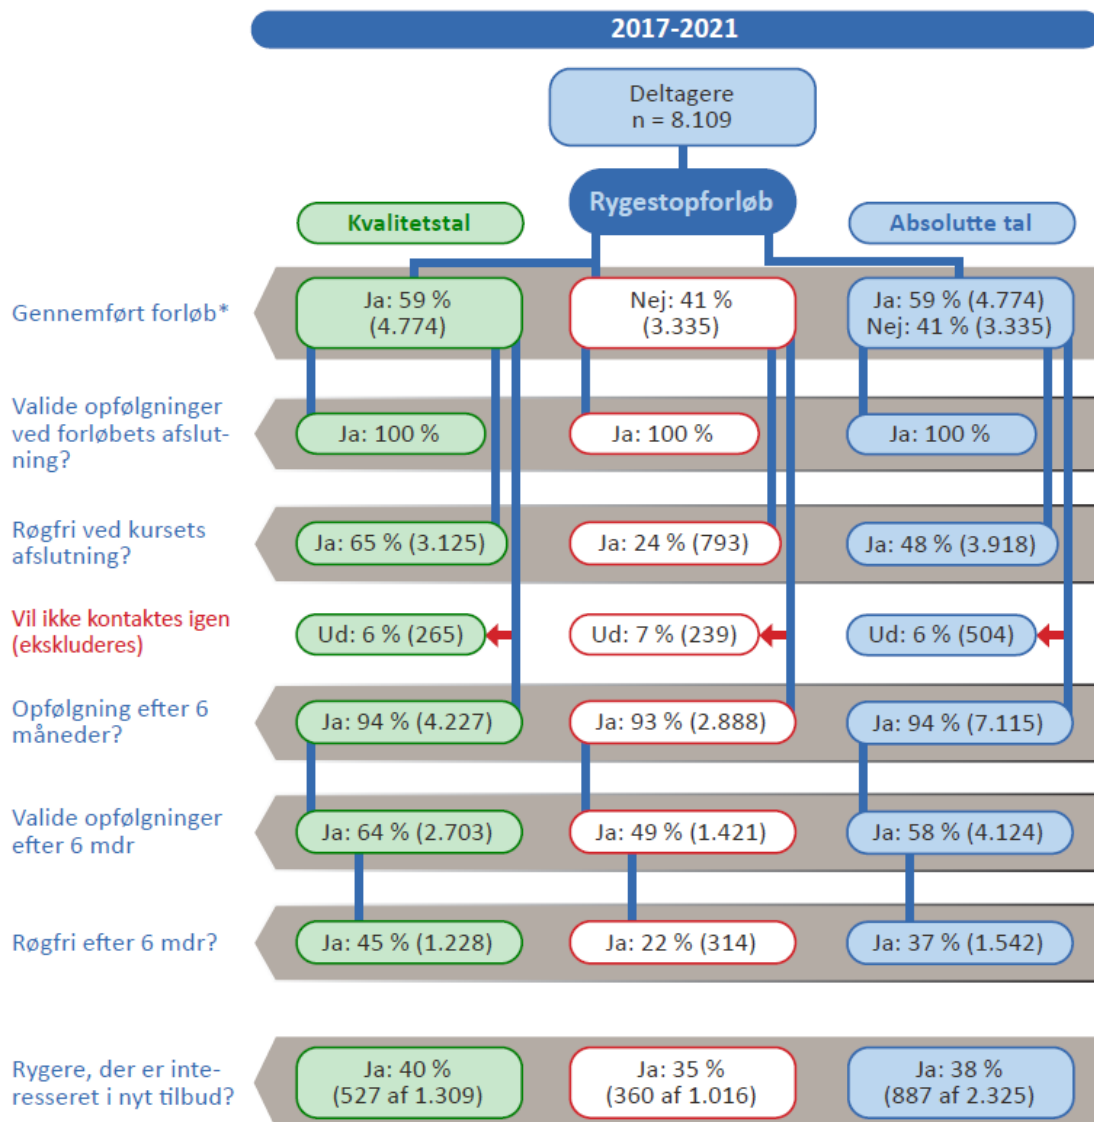 2017-2021
Deltagere
n = 8.109
Rygestopforløb
Kvalitetstal
Absolutte tal
Gennemført forløb*
Ja: 59 %
(4.774)
Nej: 41 %
(3.335)
Ja: 59 % (4.774)
Nej: 41 % (3.335)
Valide opfølgninger
ved forløbets afslut-
ning?
Ja: 100 %
Ja: 100 %
Ja: 100 %
Røgfri ved kursets
afslutning?
Ja: 65 % (3.125)
Ja: 24 % (793)
Ja: 48 % (3.918)
Vil ikke kontaktes igen
(ekskluderes)
Ud: 6 % (265)
Ud: 7 % (239)
Ud: 6 % (504)
Opfølgning efter 6
måneder?
Ja: 94 % (4.227)
Ja: 93 % (2.888)
Ja: 94 % (7.115)
Valide opfølgninger
efter 6 mdr
Ja: 64 % (2.703)
Ja: 49 % (1.421)
Ja: 58 % (4.124)
Røgfri efter 6 mdr?
Ja: 45 % (1.228)
Ja: 22 % (314)
Ja: 37 % (1.542)
Rygere, der er inte-
resseret i nyt tilbud?
Ja: 40 %
(527 af 1.309)
Ja: 35 %
(360 af 1.016)
Ja: 38 %
(887 af 2.325)